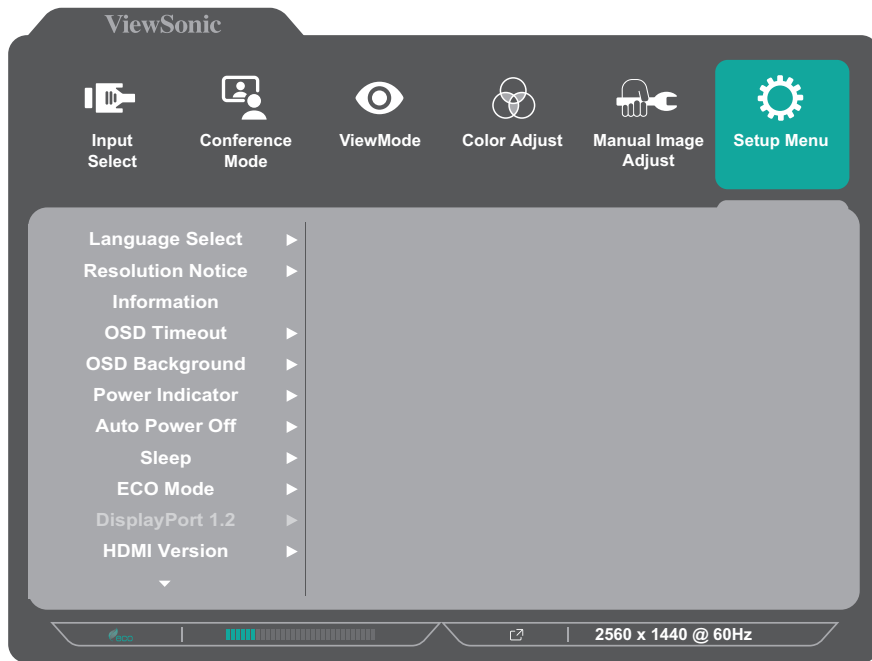 ViewSonic
Input
Select
Conference
Mode
ViewMode
Color Adjust
Manual Image
Adjust
Setup Menu
Language Select
Resolution Notice
Information
OSD Timeout
OSD Background
Power Indicator
Auto Power Off
Sleep
ECO Mode
DisplayPort 1.2
HDMI Version
eco
2560 x 1440 @ 60Hz